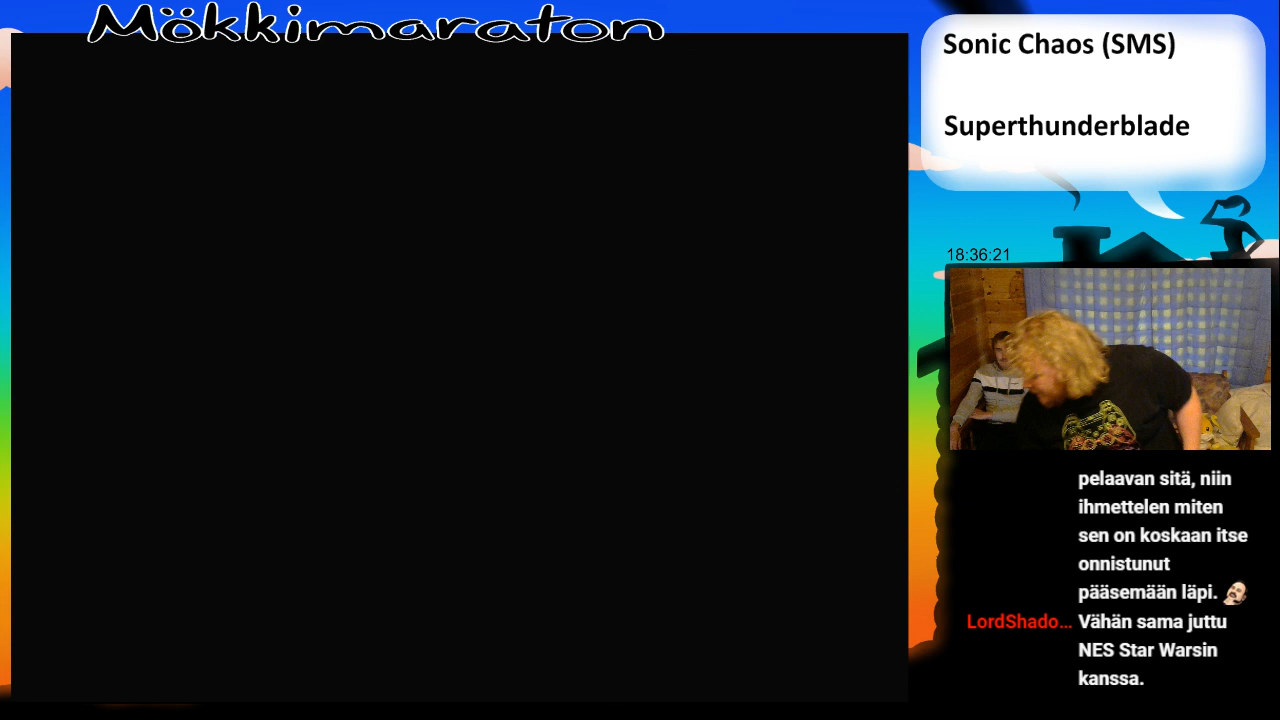 Mökkimaraton
Sonic Chaos (SMS)
Superthunderblade
18:36:21
pelaavan sitä, niin
ihmettelen miten
sen on koskaan itse
onnistunut
pääsemään läpi.
LordShado... Vähän sama juttu
NES Star Warsin
kanssa.